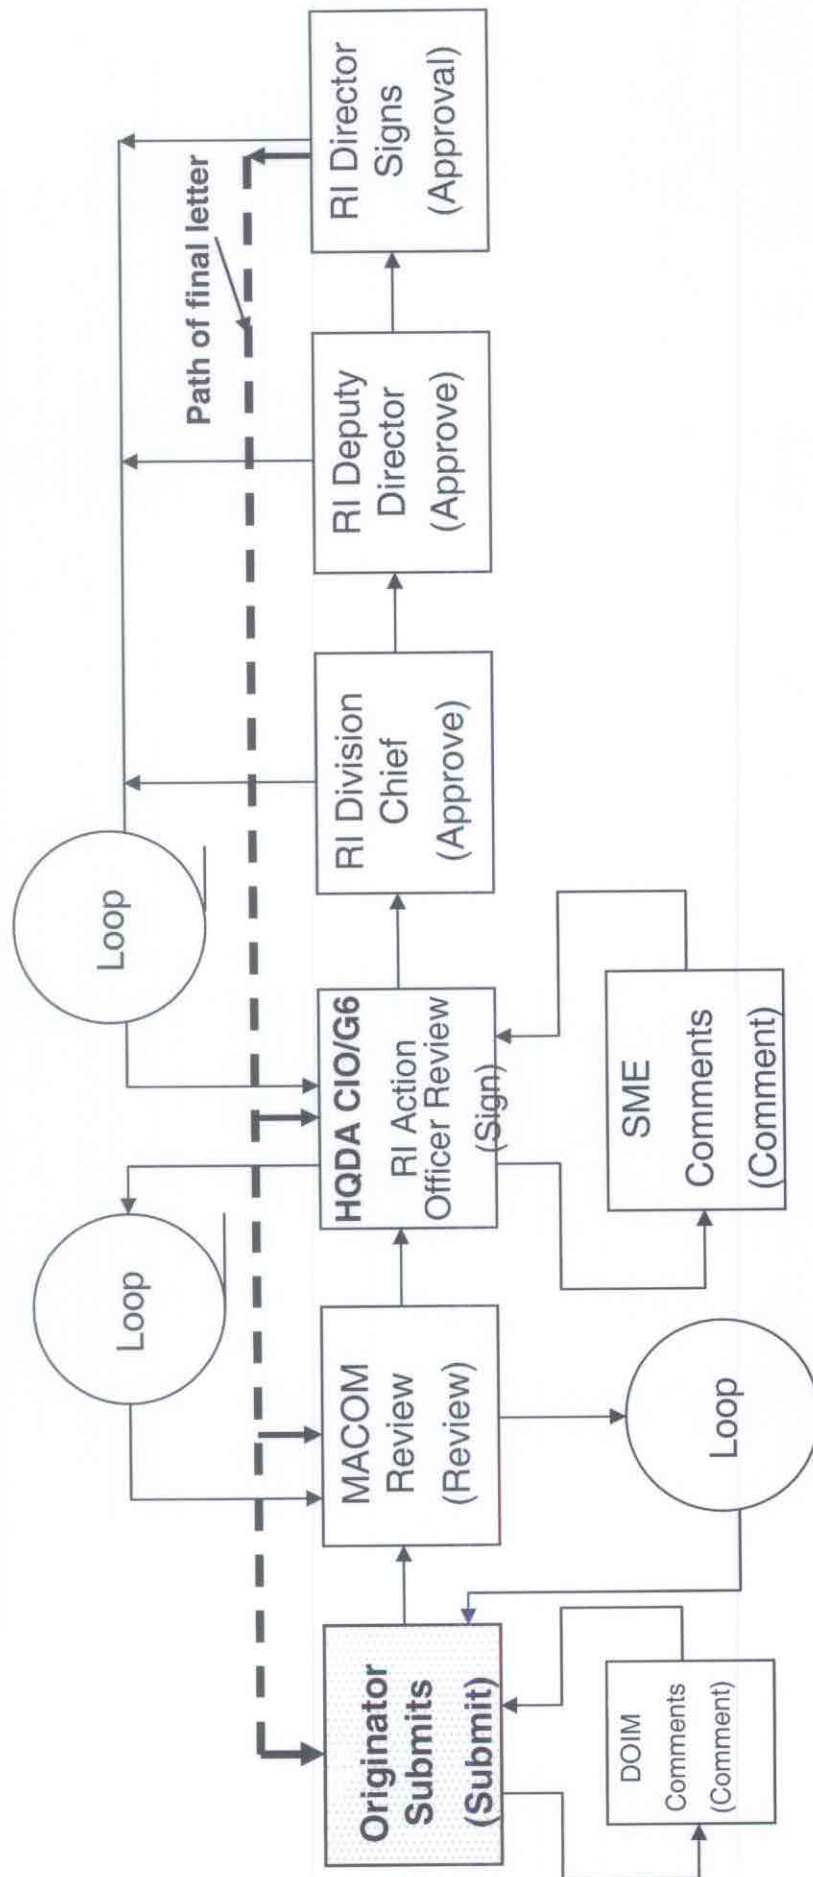 Loop
Loop
Path of final letter
Originator
Submits
(Submit)
MACOM
Review
(Review)
HQDA CIO/G6
RI Action
Officer Review
(Sign)
RI Division
Chief
(Approve)
RI Deputy
Director
(Approve)
RI Director
Signs
(Approval)
DOIM
Comments
(Comment)
Loop
SME
Comments
(Comment)